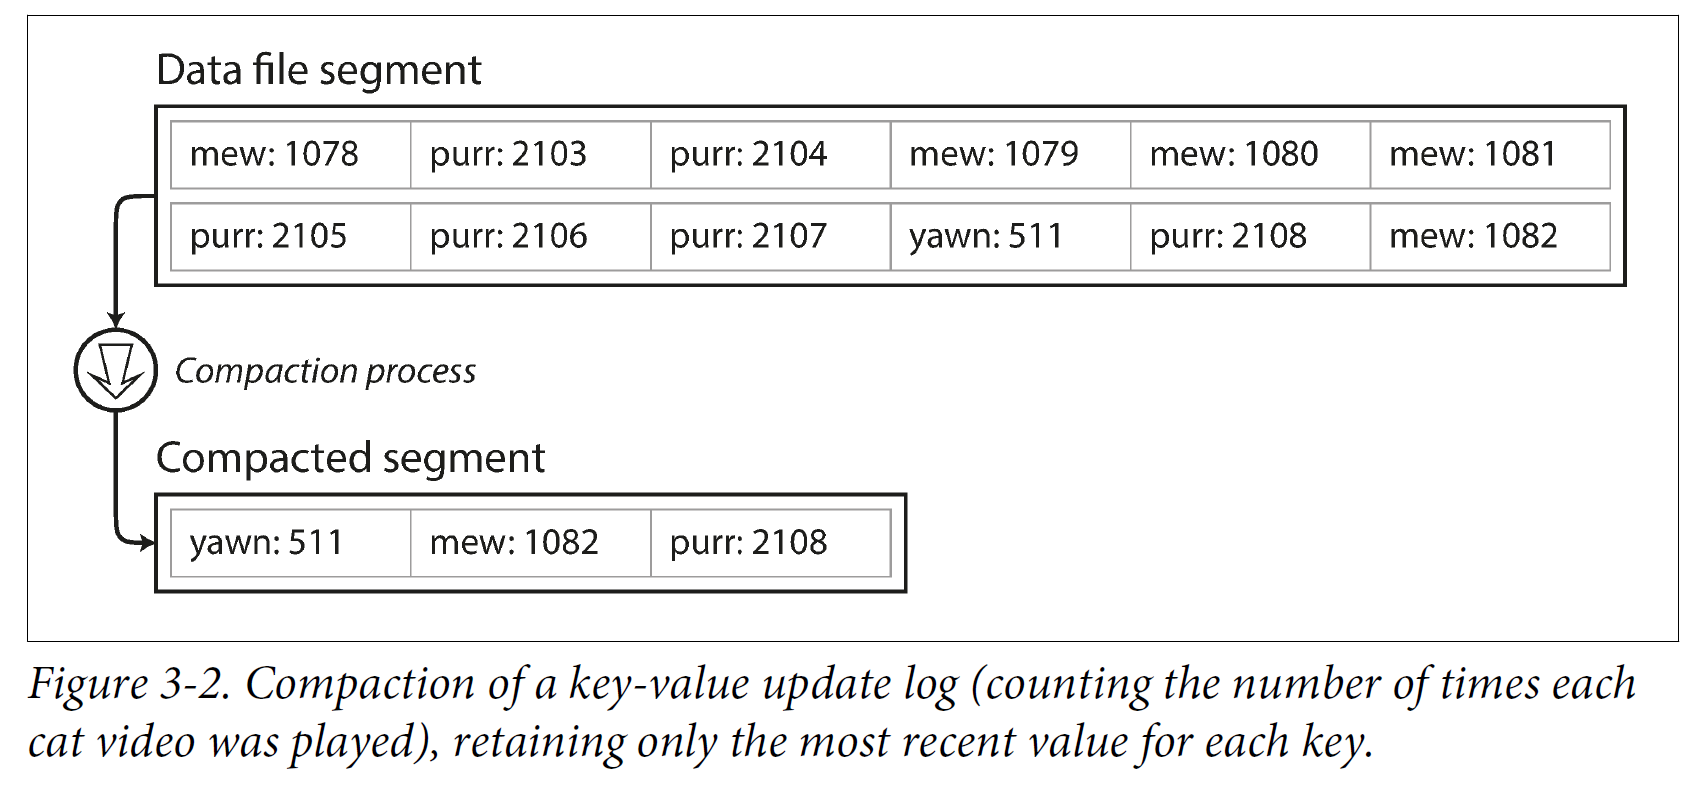 Data file segment
mew: 1078 purr: 2103 purr: 2104 mew: 1079 mew: 1080 mew: 1081
purr: 2105 purr: 2106 purr: 2107 yawn: 511 purr: 2108 mew: 1082
Compaction process
Compacted segment
yawn: 511 mew: 1082 purr: 2108
Figure 3-2. Compaction of a key-value update log (counting the number of times each
cat video was played), retaining only the most recent value for each key.